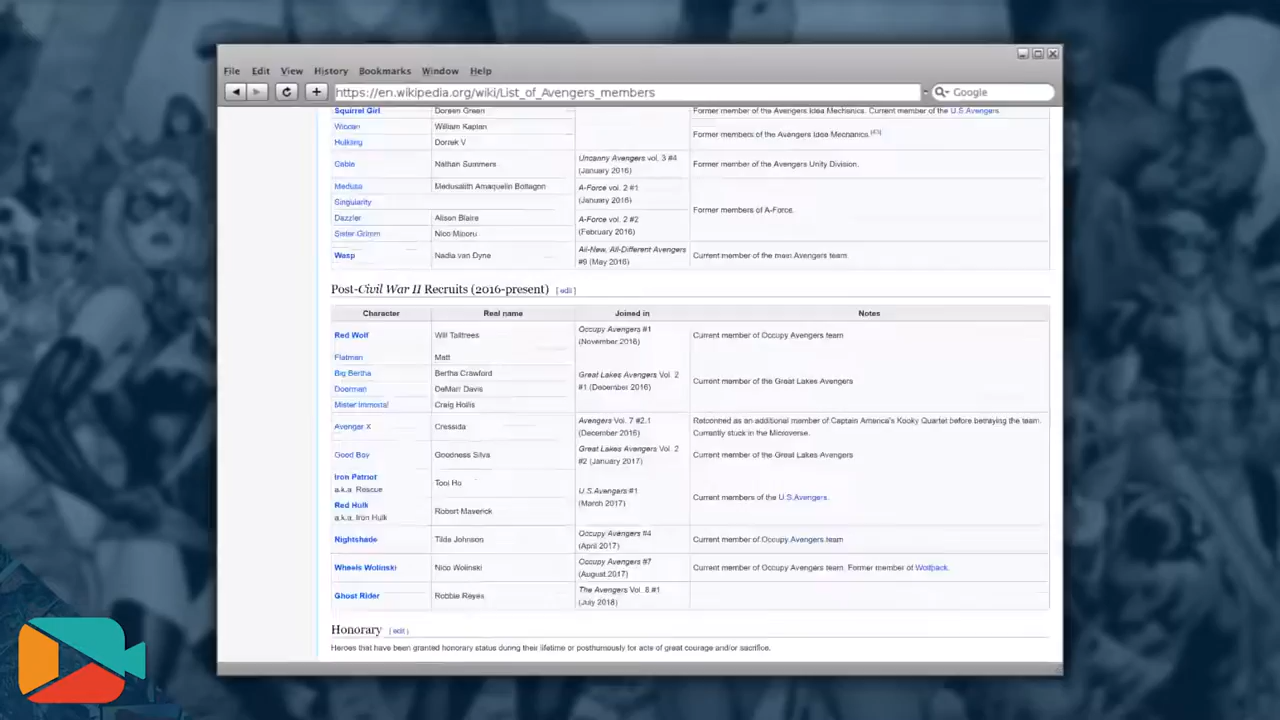 File Edit View History Bookmarks Window Help
https://en.wikipedia.org/wiki/List_of_Avengers_members Google
Squirrel Girl Doreen Green Former member of the Avengers Idea Mechanics. Current member of the U.S.Avengers.
Wiccan William Kaplan
Former members of the Avengers Idea Mechanics.[43]
Hulkling Dorrek V
Cable Nathan Summers Uncanny Avengers vol. 3 #4 Former member of the Avengers Unity Division.
(January 2016)
Medusa Medusalith Amaquelin Boltagon A-Force vol. 2 #1
Singularity (January 2016)
Former members of A-Force.
Dazzler Alison Blaire A-Force vol. 2 #2
Sister Grimm Nico Minoru (February 2016)
Wasp Nadia van Dyne All-New, All-Different Avengers Current member of the main Avengers team
#9 (May 2016)
Post-Civil War II Recruits (2016-present) [edit]
Character Real name Joined in Notes
Red Wolf Will Talltrees Occupy Avengers #1 Current member of Occupy Avengers team
(November 2016)
Flatman Matt
Big Bertha Bertha Crawford Great Lakes Avengers Vol. 2 Current member of the Great Lakes Avengers
Doorman DeMarr Davis #1 (December 2016)
Mister Immortal Craig Hollis
Avenger X Cressida Avengers Vol. 7 #2.1 Retconned as an additional member of Captain America's Kooky Quartet before betraying the team.
(December 2016) Currently stuck in the Microverse.
Good Boy Goodness Silva Great Lakes Avengers Vol. 2 Current member of the Great Lakes Avengers
#2 (January 2017)
Iron Patriot Toni Ho
a.k.a. Rescue U.S.Avengers #1 Current members of the U.S.Avengers.
Red Hulk Robert Maverick (March 2017)
a.k.a. Iron Hulk
Nightshade Tilda Johnson Occupy Avengers #4 Current member of Occupy Avengers team
(April 2017)
Wheels Wolinski Nico Wolinski Occupy Avengers #7 Current member of Occupy Avengers team. Former member of Wolfpack.
(August 2017)
Ghost Rider Robbie Reyes The Avengers Vol. 8 #1
(July 2018)
Honorary [edit]
Heroes that have been granted honorary status during their lifetime or posthumously for acts of great courage and/or sacrifice.